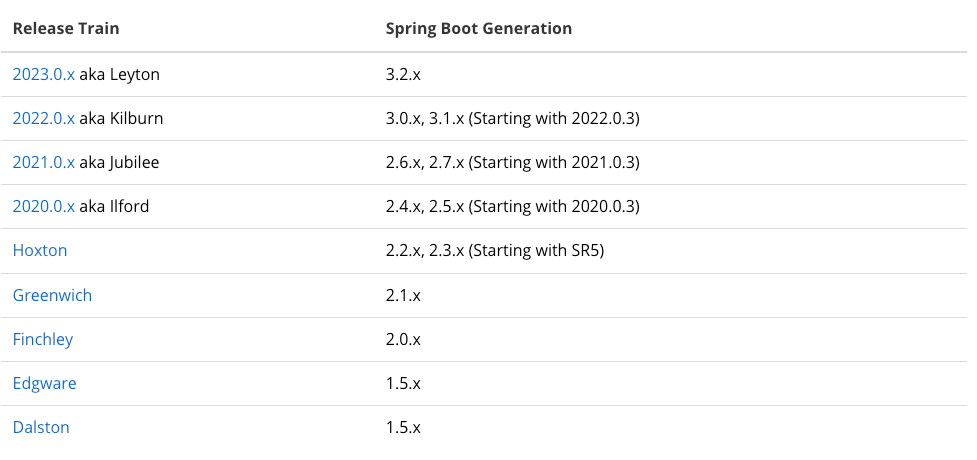 Release Train Spring Boot Generation
2023.0.x aka Leyton 3.2.x
2022.0.x aka Kilburn 3.0.x, 3.1.x (Starting with 2022.0.3)
2021.0.x aka Jubilee 2.6.x, 2.7.x (Starting with 2021.0.3)
2020.0.x aka Ilford 2.4.x, 2.5.x (Starting with 2020.0.3)
Hoxton 2.2.x, 2.3.x (Starting with SR5)
Greenwich 2.1.x
Finchley 2.0.x
Edgware 1.5.x
Dalston 1.5.x